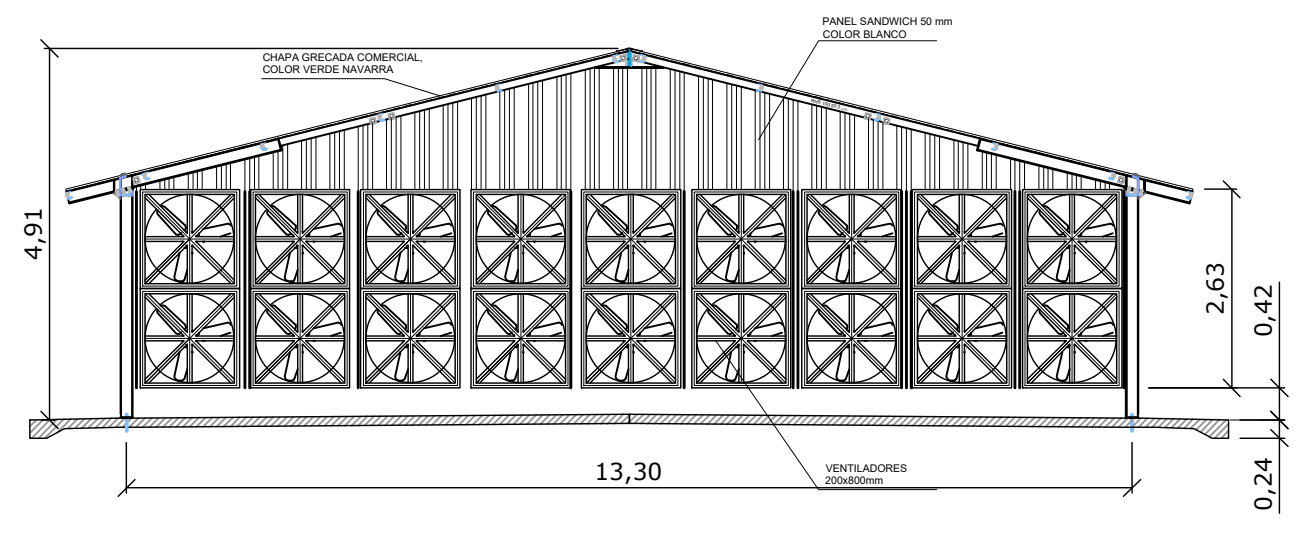 PANEL SANDWICH 50 mm
COLOR BLANCO
CHAPA GRECADA COMERCIAL,
COLOR VERDE NAVARRA
4,91
2,63
0,42
13,30
VENTILADORES
200x800mm
0,24